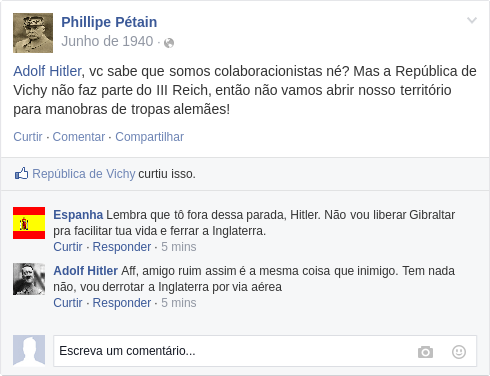 Phillipe Pétain
Junho de 1940 ·
Adolf Hitler, vc sabe que somos colaboracionistas né? Mas a República de
Vichy não faz parte do III Reich, então não vamos abrir nosso território
para manobras de tropas alemães!
Curtir · Comentar · Compartilhar
República de Vichy curtiu isso.
Espanha Lembra que tô fora dessa parada, Hitler. Não vou liberar Gibraltar
pra facilitar tua vida e ferrar a Inglaterra.
Curtir · Responder · 5 mins
Adolf Hitler Aff, amigo ruim assim é a mesma coisa que inimigo. Tem nada
não, vou derrotar a Inglaterra por via aérea
Curtir · Responder · 5 mins
Escreva um comentário...